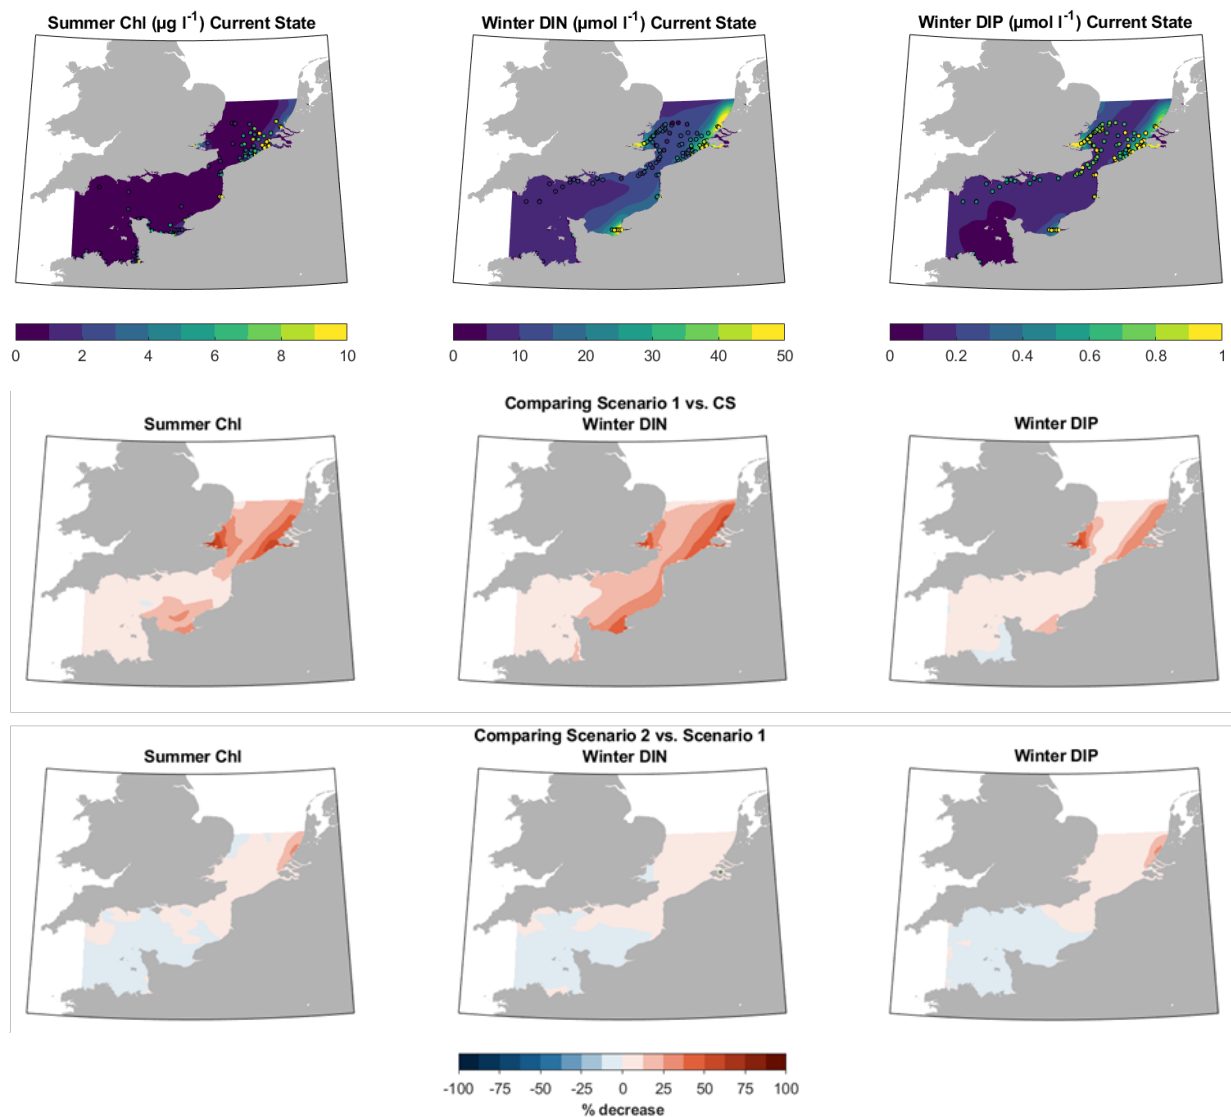 Summer Chl (µg l-1) Current State
Winter DIN (µmol l-1) Current State
Winter DIP (µmol l-1) Current State
0 2 4 6 8 10
0 10 20 30 40 50
0 0.2 0.4 0.6 0.8 1
Comparing Scenario 1 vs. CS
Summer Chl
Winter DIN
Winter DIP
Comparing Scenario 2 vs. Scenario 1
Summer Chl
Winter DIN
Winter DIP
-100 -75 -50 -25 0 25 50 75 100
% decrease